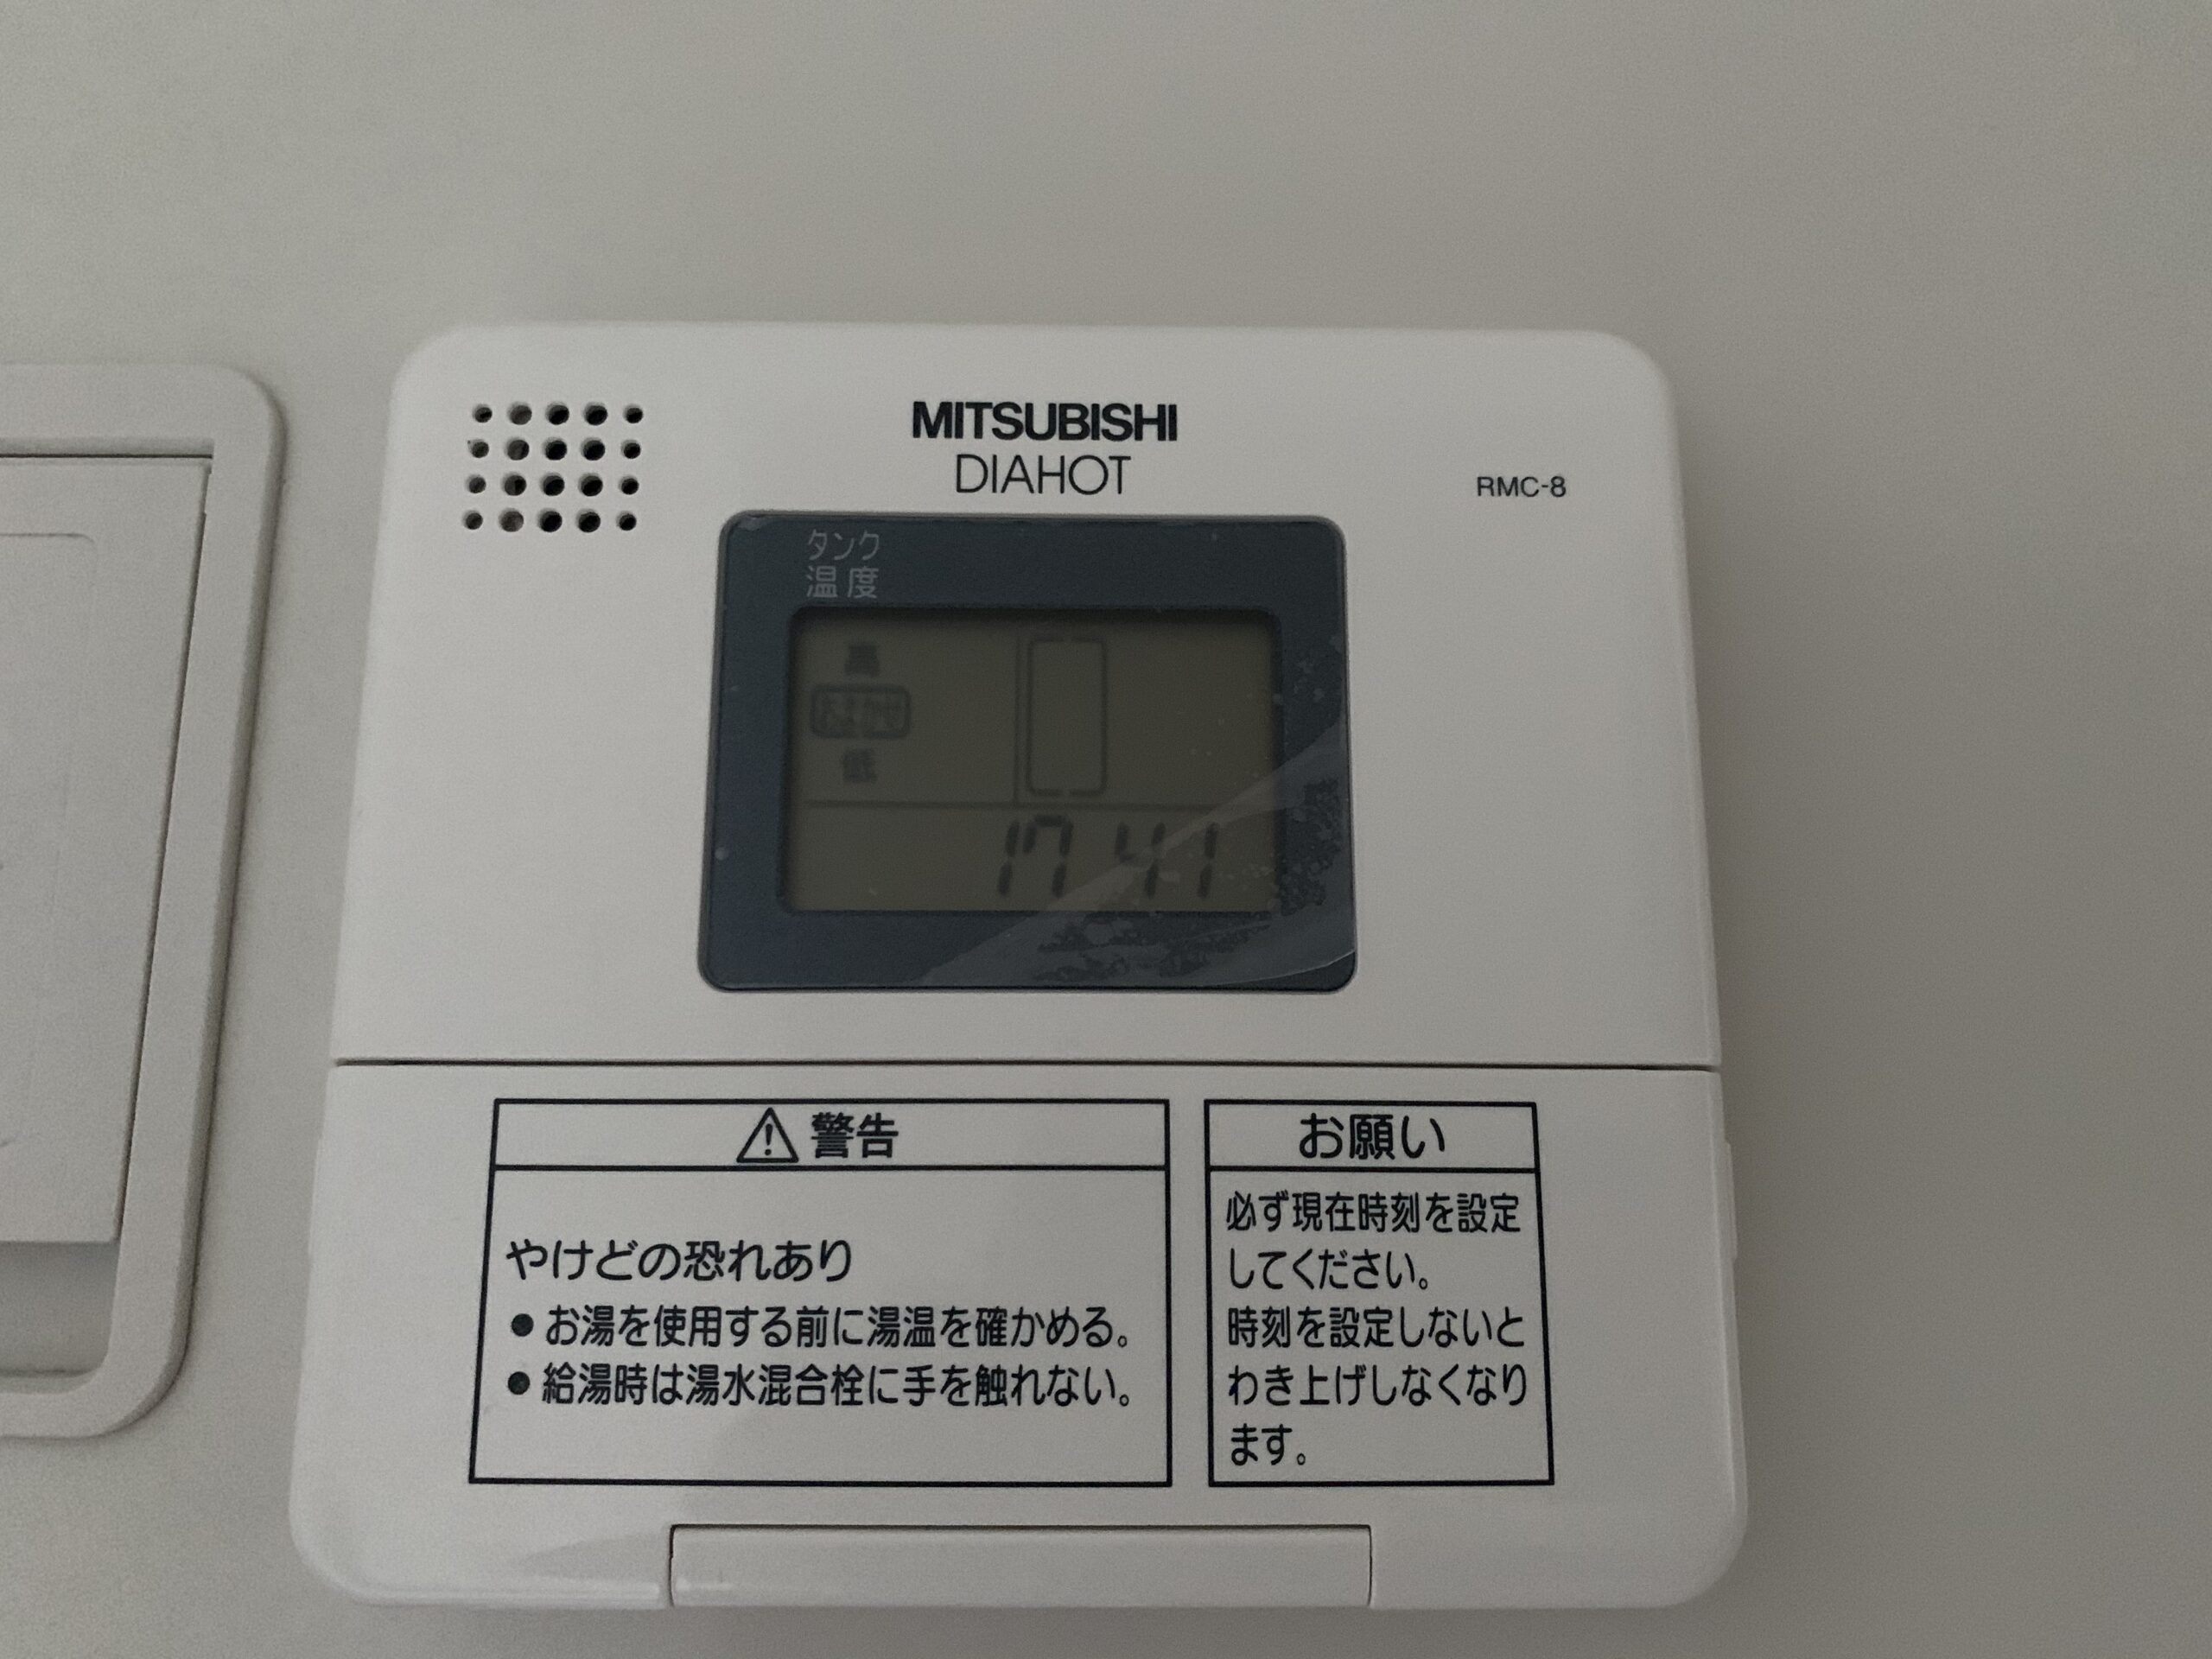 MITSUBISHI
DIAHOT
RMC-8
タンク
温度
高
低
17 41
⚠警告
やけどの恐れあり
●お湯を使用する前に湯温を確かめる。
●給湯時は湯水混合栓に手を触れない。
お願い
必ず現在時刻を設定
してください。
時刻を設定しないと
わき上げしなくなり
ます。